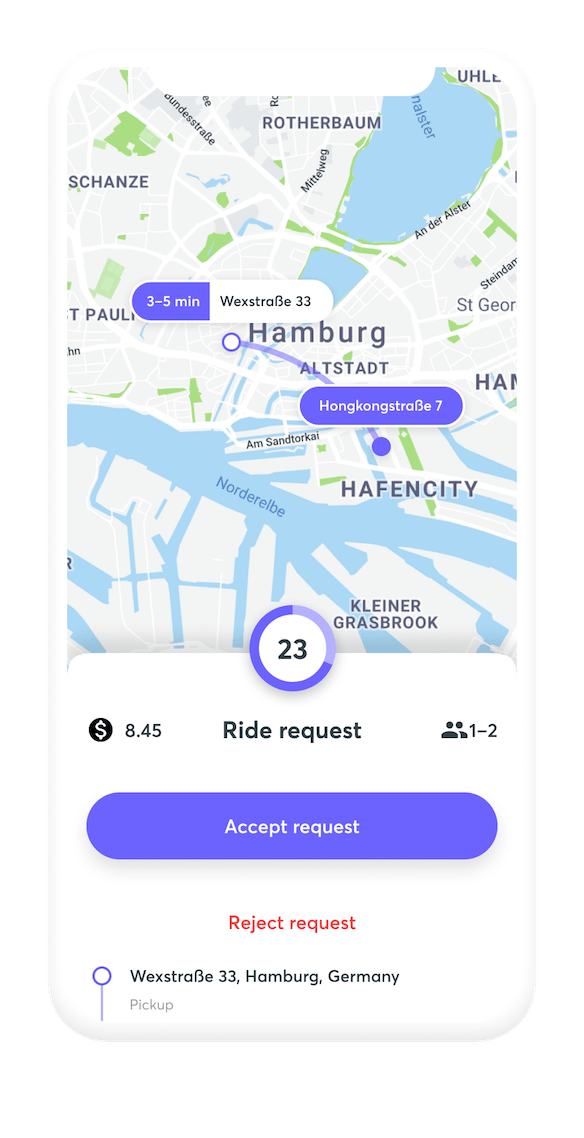 UHLE
nalster
ROTHERBAUM
SCHANZE
Mittelweg
An der Alster
Steindam
3–5 min Wexstraße 33
ST PAULI
St Geor
Hamburg
ALTSTADT
HAM
Hongkongstraße 7
Am Sandtorkai
HAFENCITY
Norderelbe
KLEINER
GRASBROOK
23
8.45 Ride request 1–2
Accept request
Reject request
Wexstraße 33, Hamburg, Germany
Pickup